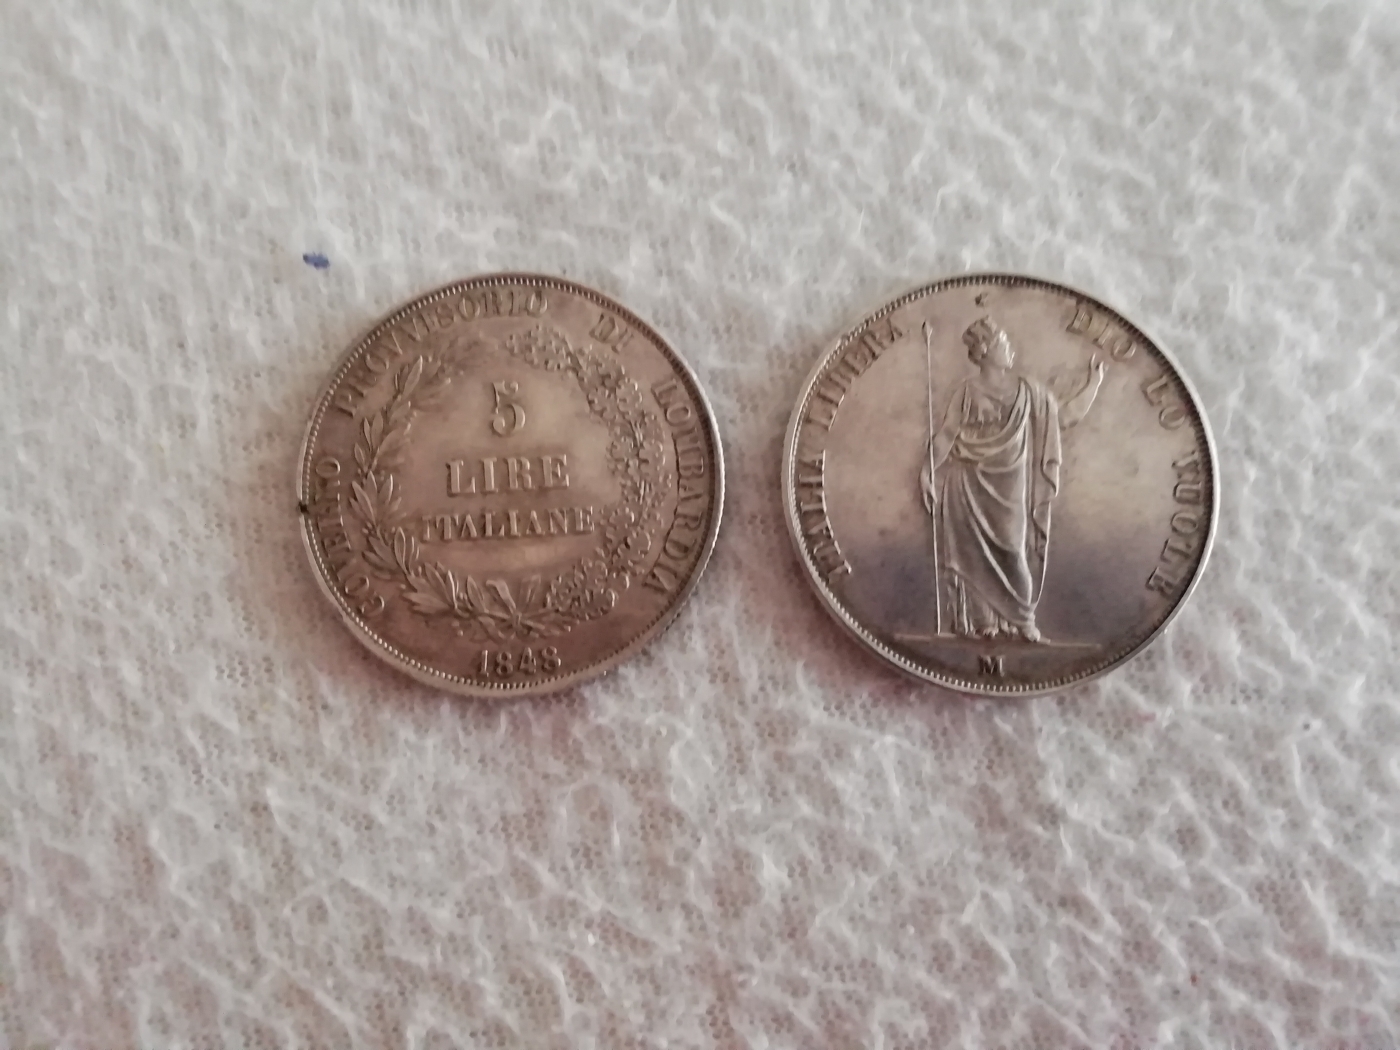 GOVERNO PROVVISORIO DI LOMBARDIA
5
LIRE
ITALIANE
1848
ITALIA LIBERA DIO LO VUOLE
M